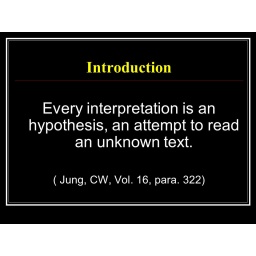 Introduction
Every interpretation is an
hypothesis, an attempt to read
an unknown text.
( Jung, CW, Vol. 16, para. 322)